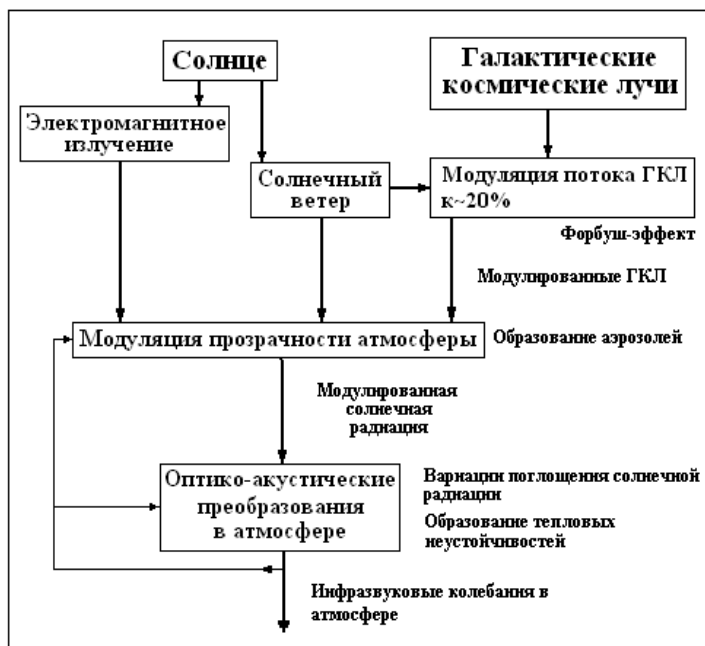 Солнце
Галактические
космические лучи
Электромагнитное
излучение
Солнечный
ветер
Модуляция потока ГКЛ
к~20%
Форбуш-эффект
Модулированные ГКЛ
Модуляция прозрачности атмосферы
Образование аэрозолей
Модулированная
солнечная
радиация
Оптико-акустические
преобразования
в атмосфере
Вариации поглощения солнечной
радиации
Образование тепловых
неустойчивостей
Инфразвуковые колебания в
атмосфере